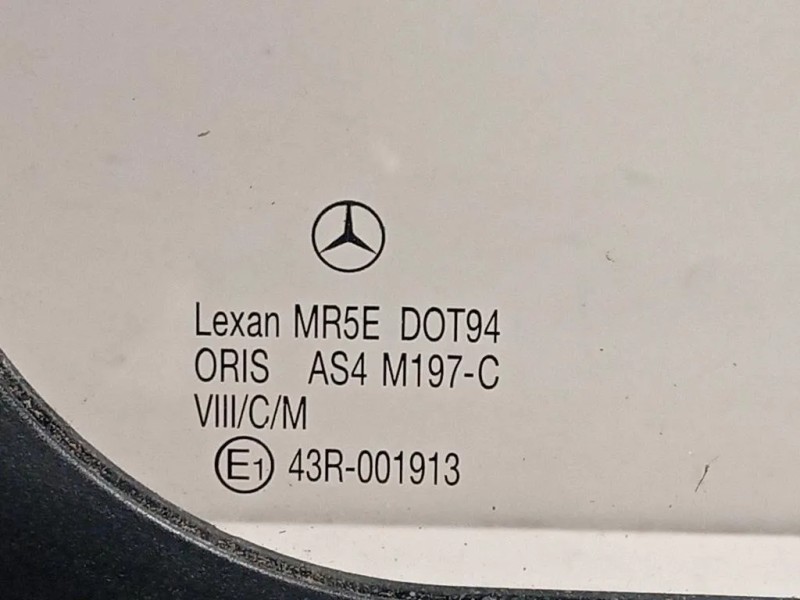 Lexan MR5E DOT94
ORIS AS4 M197-C
VIII/C/M
E1 43R-001913